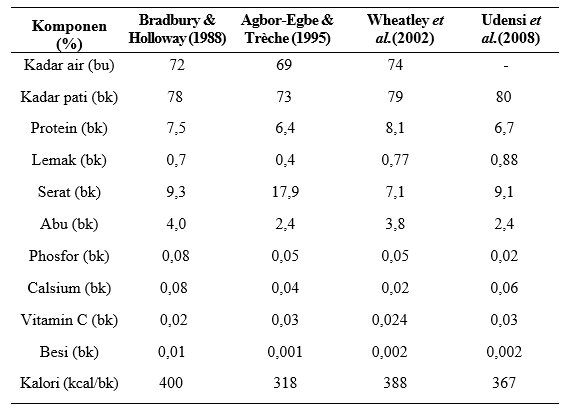 Komponen (%) Bradbury & Holloway (1988) Agbor-Egbe & Trèche (1995) Wheatley et al.(2002) Udensi et al.(2008)
Kadar air (bu) 72 69 74 -
Kadar pati (bk) 78 73 79 80
Protein (bk) 7,5 6,4 8,1 6,7
Lemak (bk) 0,7 0,4 0,77 0,88
Serat (bk) 9,3 17,9 7,1 9,1
Abu (bk) 4,0 2,4 3,8 2,4
Phosfor (bk) 0,08 0,05 0,05 0,02
Calsium (bk) 0,08 0,04 0,02 0,06
Vitamin C (bk) 0,02 0,03 0,024 0,03
Besi (bk) 0,01 0,001 0,002 0,002
Kalori (kcal/bk) 400 318 388 367